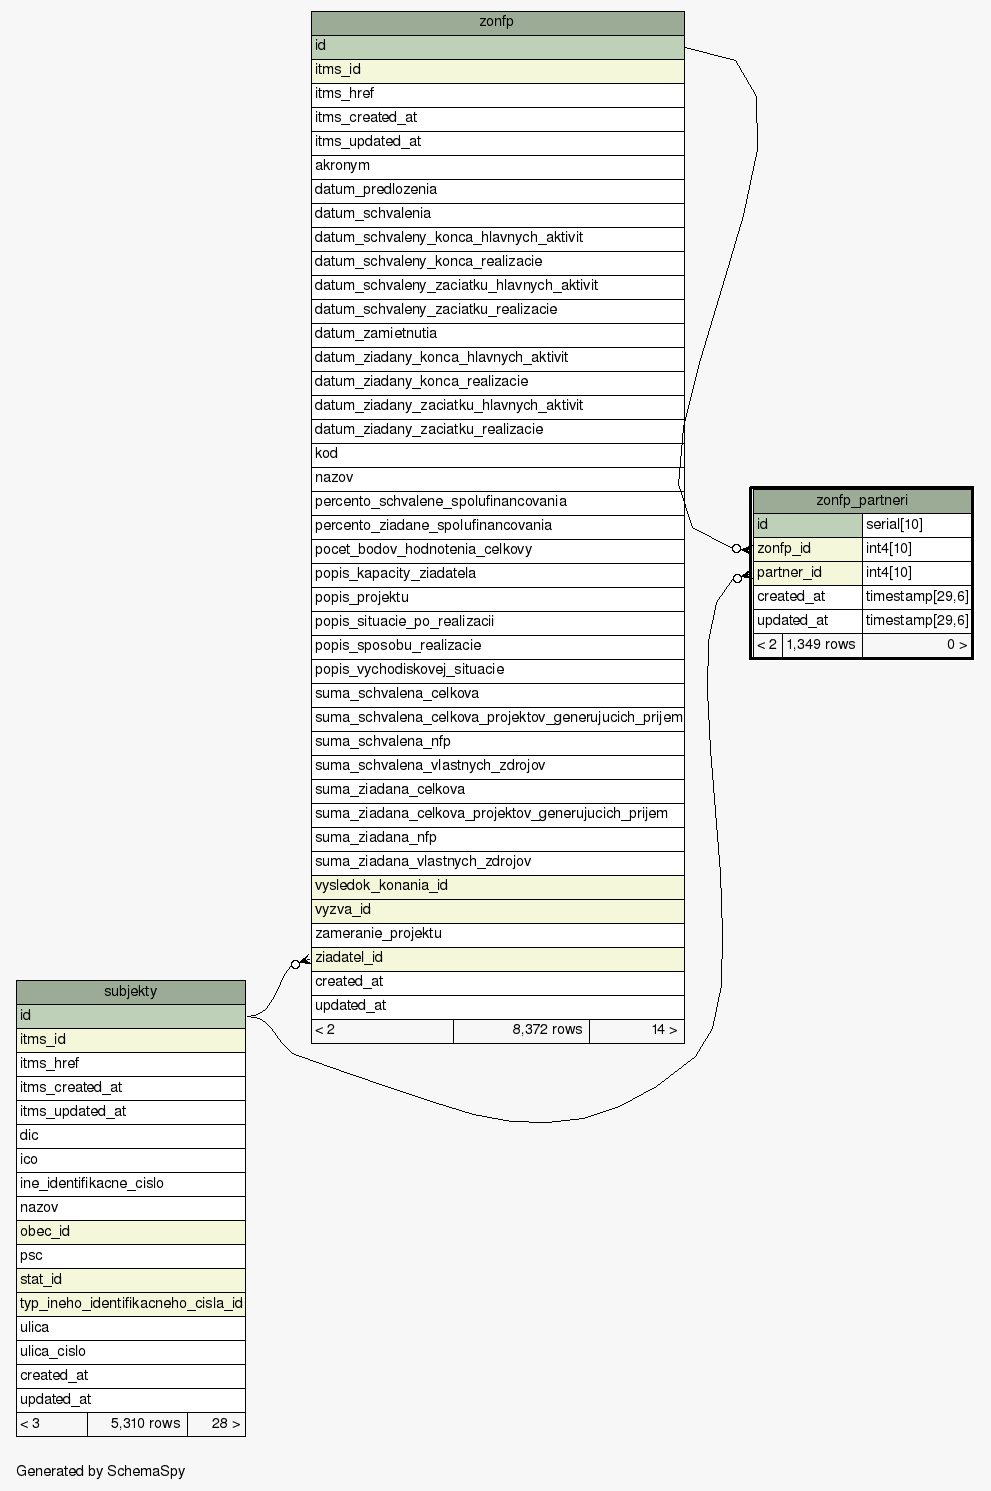 zonfp
id
itms_id
itms_href
itms_created_at
itms_updated_at
akronym
datum_predlozenia
datum_schvalenia
datum_schvaleny_konca_hlavnych_aktivit
datum_schvaleny_konca_realizacie
datum_schvaleny_zaciatku_hlavnych_aktivit
datum_schvaleny_zaciatku_realizacie
datum_zamietnutia
datum_ziadany_konca_hlavnych_aktivit
datum_ziadany_konca_realizacie
datum_ziadany_zaciatku_hlavnych_aktivit
datum_ziadany_zaciatku_realizacie
kod
nazov
percento_schvalene_spolufinancovania
percento_ziadane_spolufinancovania
pocet_bodov_hodnotenia_celkovy
popis_kapacity_ziadatela
popis_projektu
popis_situacie_po_realizacii
popis_sposobu_realizacie
popis_vychodiskovej_situacie
suma_schvalena_celkova
suma_schvalena_celkova_projektov_generujucich_prijem
suma_schvalena_nfp
suma_schvalena_vlastnych_zdrojov
suma_ziadana_celkova
suma_ziadana_celkova_projektov_generujucich_prijem
suma_ziadana_nfp
suma_ziadana_vlastnych_zdrojov
vysledok_konania_id
vyzva_id
zameranie_projektu
ziadatel_id
created_at
updated_at
< 2 8,372 rows 14 >
zonfp_partneri
id serial[10]
zonfp_id int4[10]
partner_id int4[10]
created_at timestamp[29,6]
updated_at timestamp[29,6]
< 2 1,349 rows 0 >
subjekty
id
itms_id
itms_href
itms_created_at
itms_updated_at
dic
ico
ine_identifikacne_cislo
nazov
obec_id
psc
stat_id
typ_ineho_identifikacneho_cisla_id
ulica
ulica_cislo
created_at
updated_at
< 3 5,310 rows 28 >
Generated by SchemaSpy